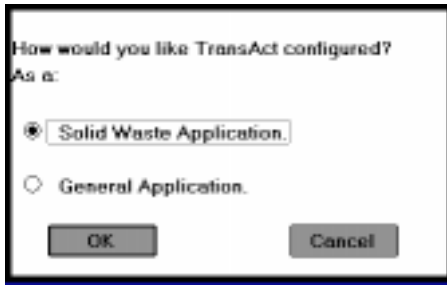 How would you like TransAct configured?
As a:
Solid Waste Application.
General Application.
OK Cancel